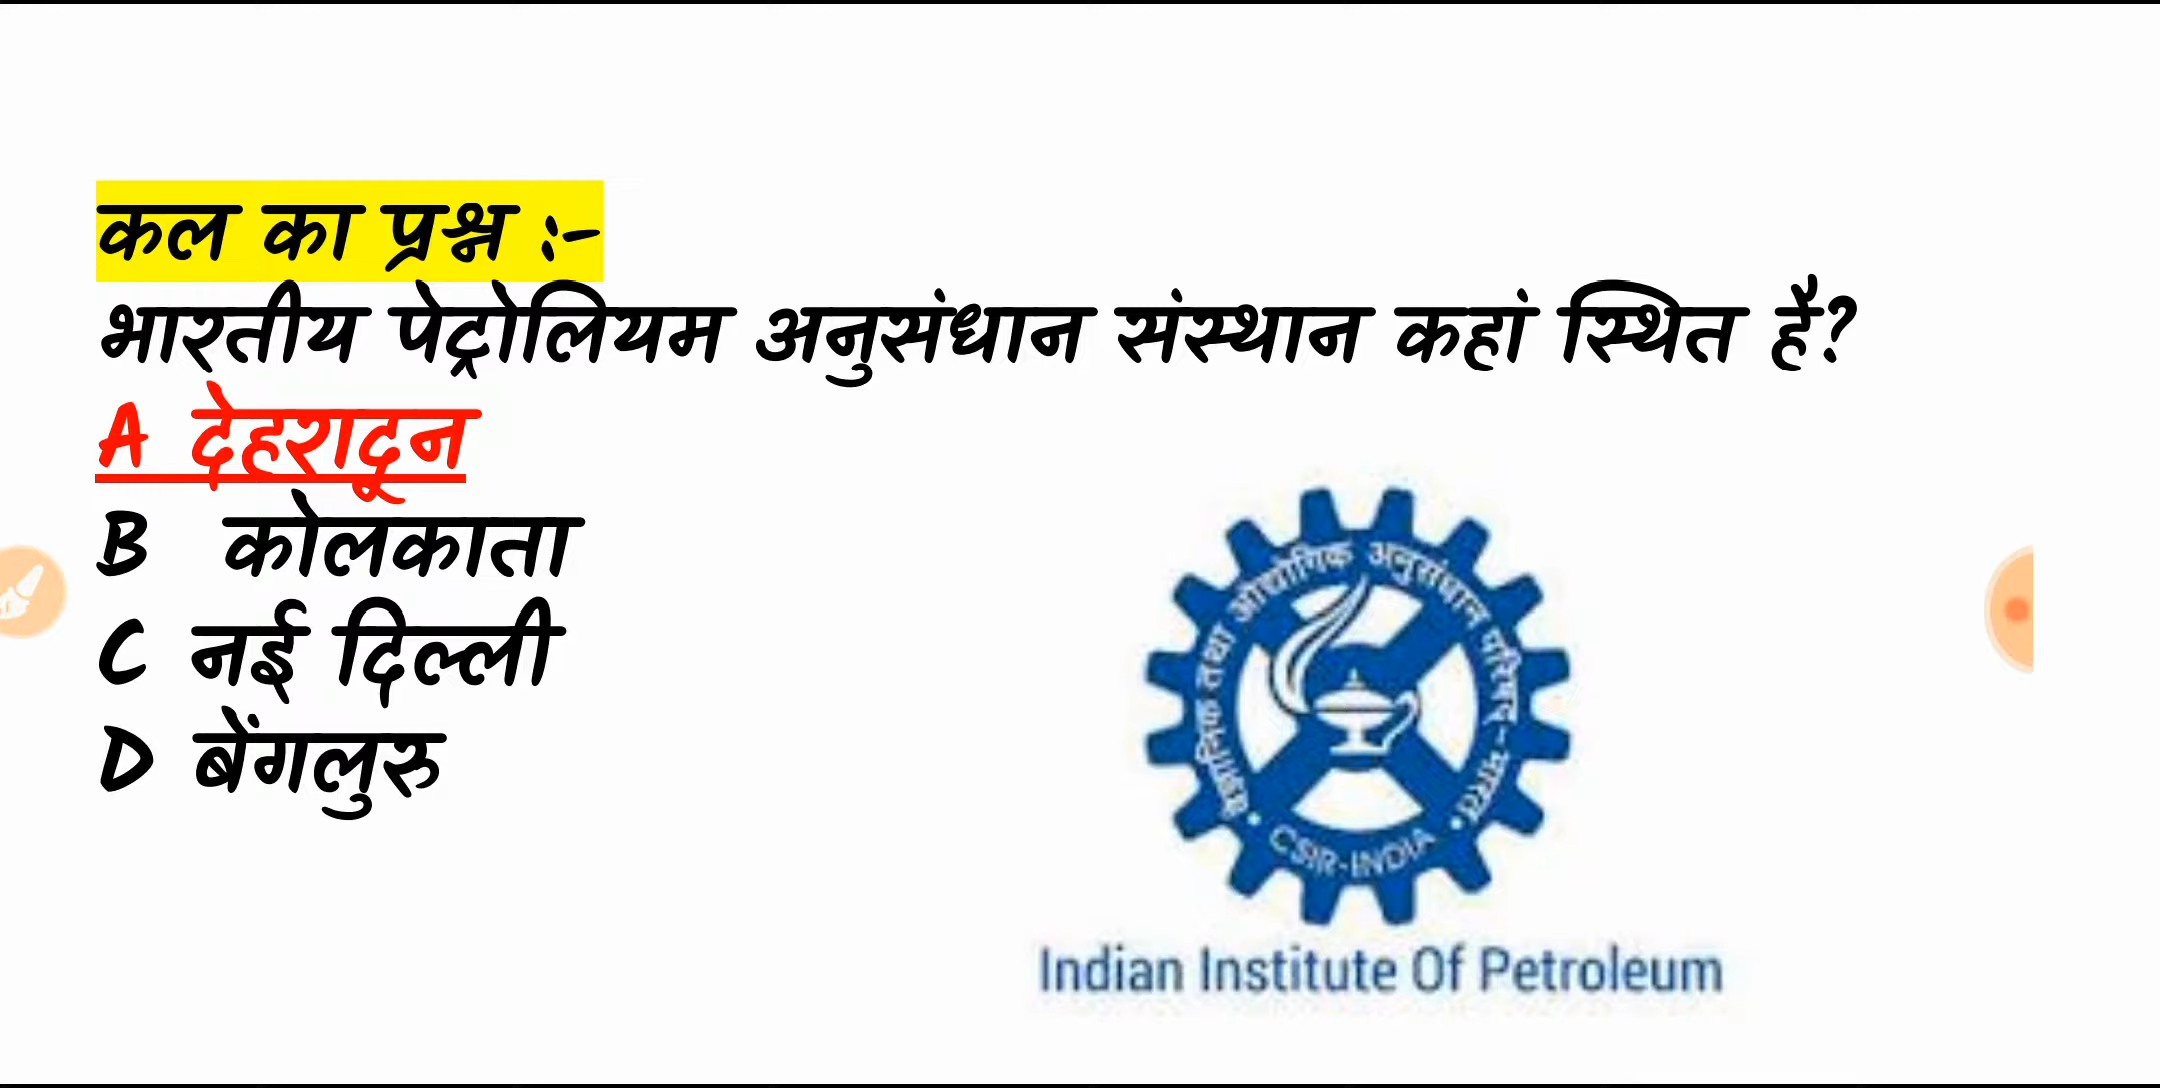 कल का प्रश्न :-
भारतीय पेट्रोलियम अनुसंधान संस्थान कहां स्थित है?
A देहरादून
B कोलकाता
C नई दिल्ली
D बेंगलुरु
वैज्ञानिक तथा औद्योगिक अनुसंधान परिषद्-भारत
CSIR-INDIA
Indian Institute Of Petroleum